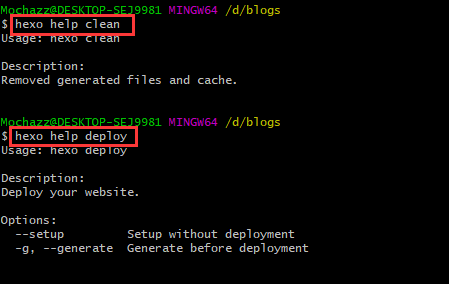 Mochazz@DESKTOP-SEJ9981 MINGW64 /d/blogs
$ hexo help clean
Usage: hexo clean
Description:
Removed generated files and cache.
Mochazz@DESKTOP-SEJ9981 MINGW64 /d/blogs
$ hexo help deploy
Usage: hexo deploy
Description:
Deploy your website.
Options:
  --setup         Setup without deployment
  -g, --generate  Generate before deployment